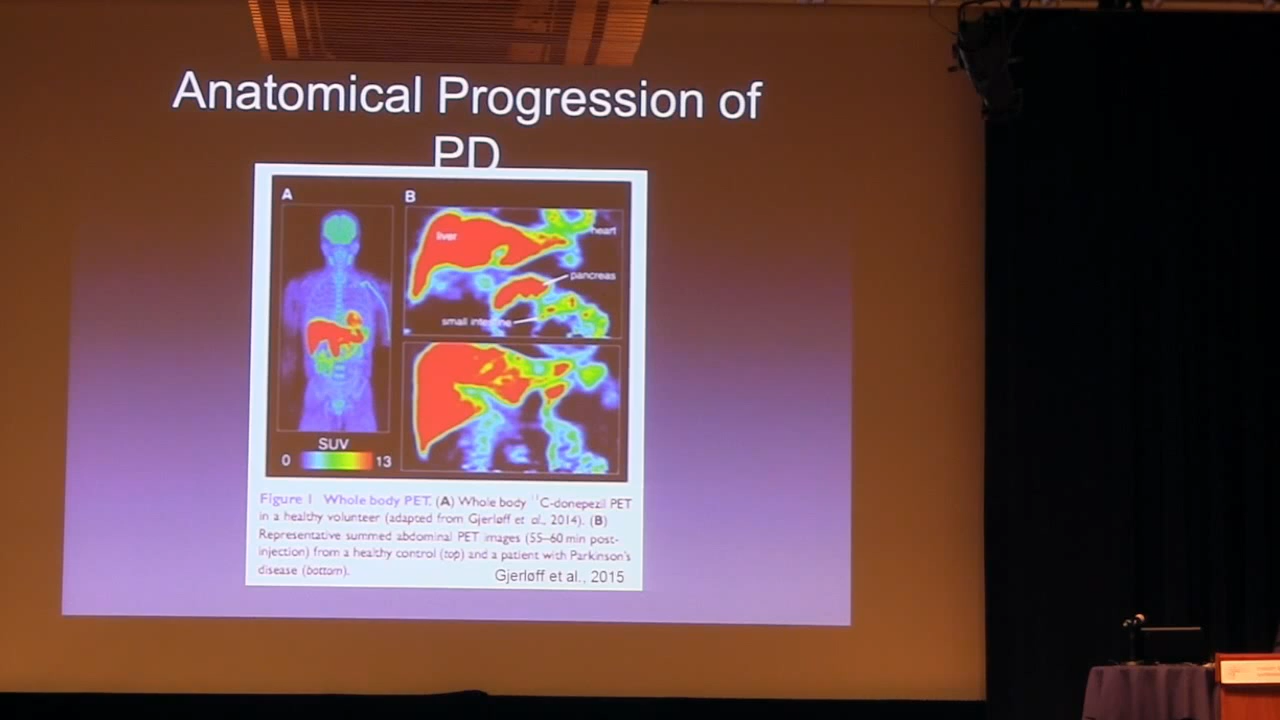 Anatomical Progression of
PD
A
B
liver
heart
pancreas
small intestine
SUV
0
13
Figure 1 Whole body PET. (A) Whole body ¹¹C-donepezil PET
in a healthy volunteer (adapted from Gjerløff et al., 2014). (B)
Representative summed abdominal PET images (55–60 min post-
injection) from a healthy control (top) and a patient with Parkinson's
disease (bottom).
Gjerløff et al., 2015